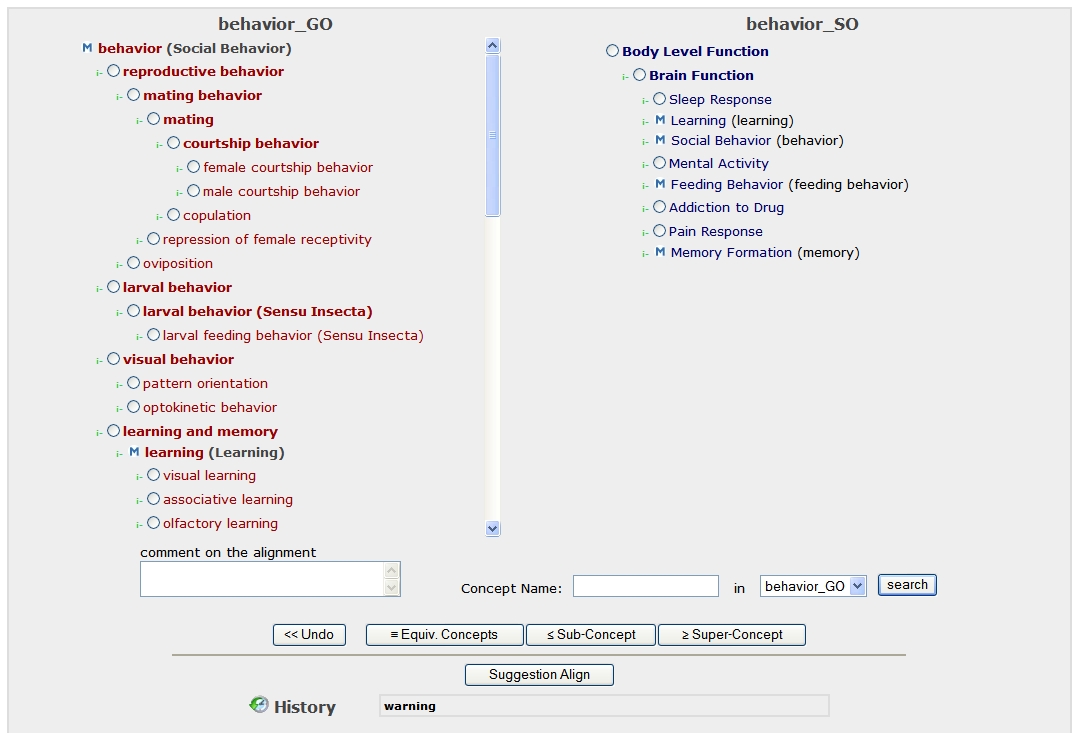 behavior_GO
M behavior (Social Behavior)
i- reproductive behavior
i- mating behavior
i- mating
i- courtship behavior
i- female courtship behavior
i- male courtship behavior
i- copulation
i- repression of female receptivity
i- oviposition
i- larval behavior
i- larval behavior (Sensu Insecta)
i- larval feeding behavior (Sensu Insecta)
i- visual behavior
i- pattern orientation
i- optokinetic behavior
i- learning and memory
i- M learning (Learning)
i- visual learning
i- associative learning
i- olfactory learning
behavior_SO
Body Level Function
i- Brain Function
i- Sleep Response
i- M Learning (learning)
i- M Social Behavior (behavior)
i- Mental Activity
i- M Feeding Behavior (feeding behavior)
i- Addiction to Drug
i- Pain Response
i- M Memory Formation (memory)
comment on the alignment
Concept Name: in behavior_GO search
<< Undo ≡ Equiv. Concepts ≤ Sub-Concept ≥ Super-Concept
Suggestion Align
History warning